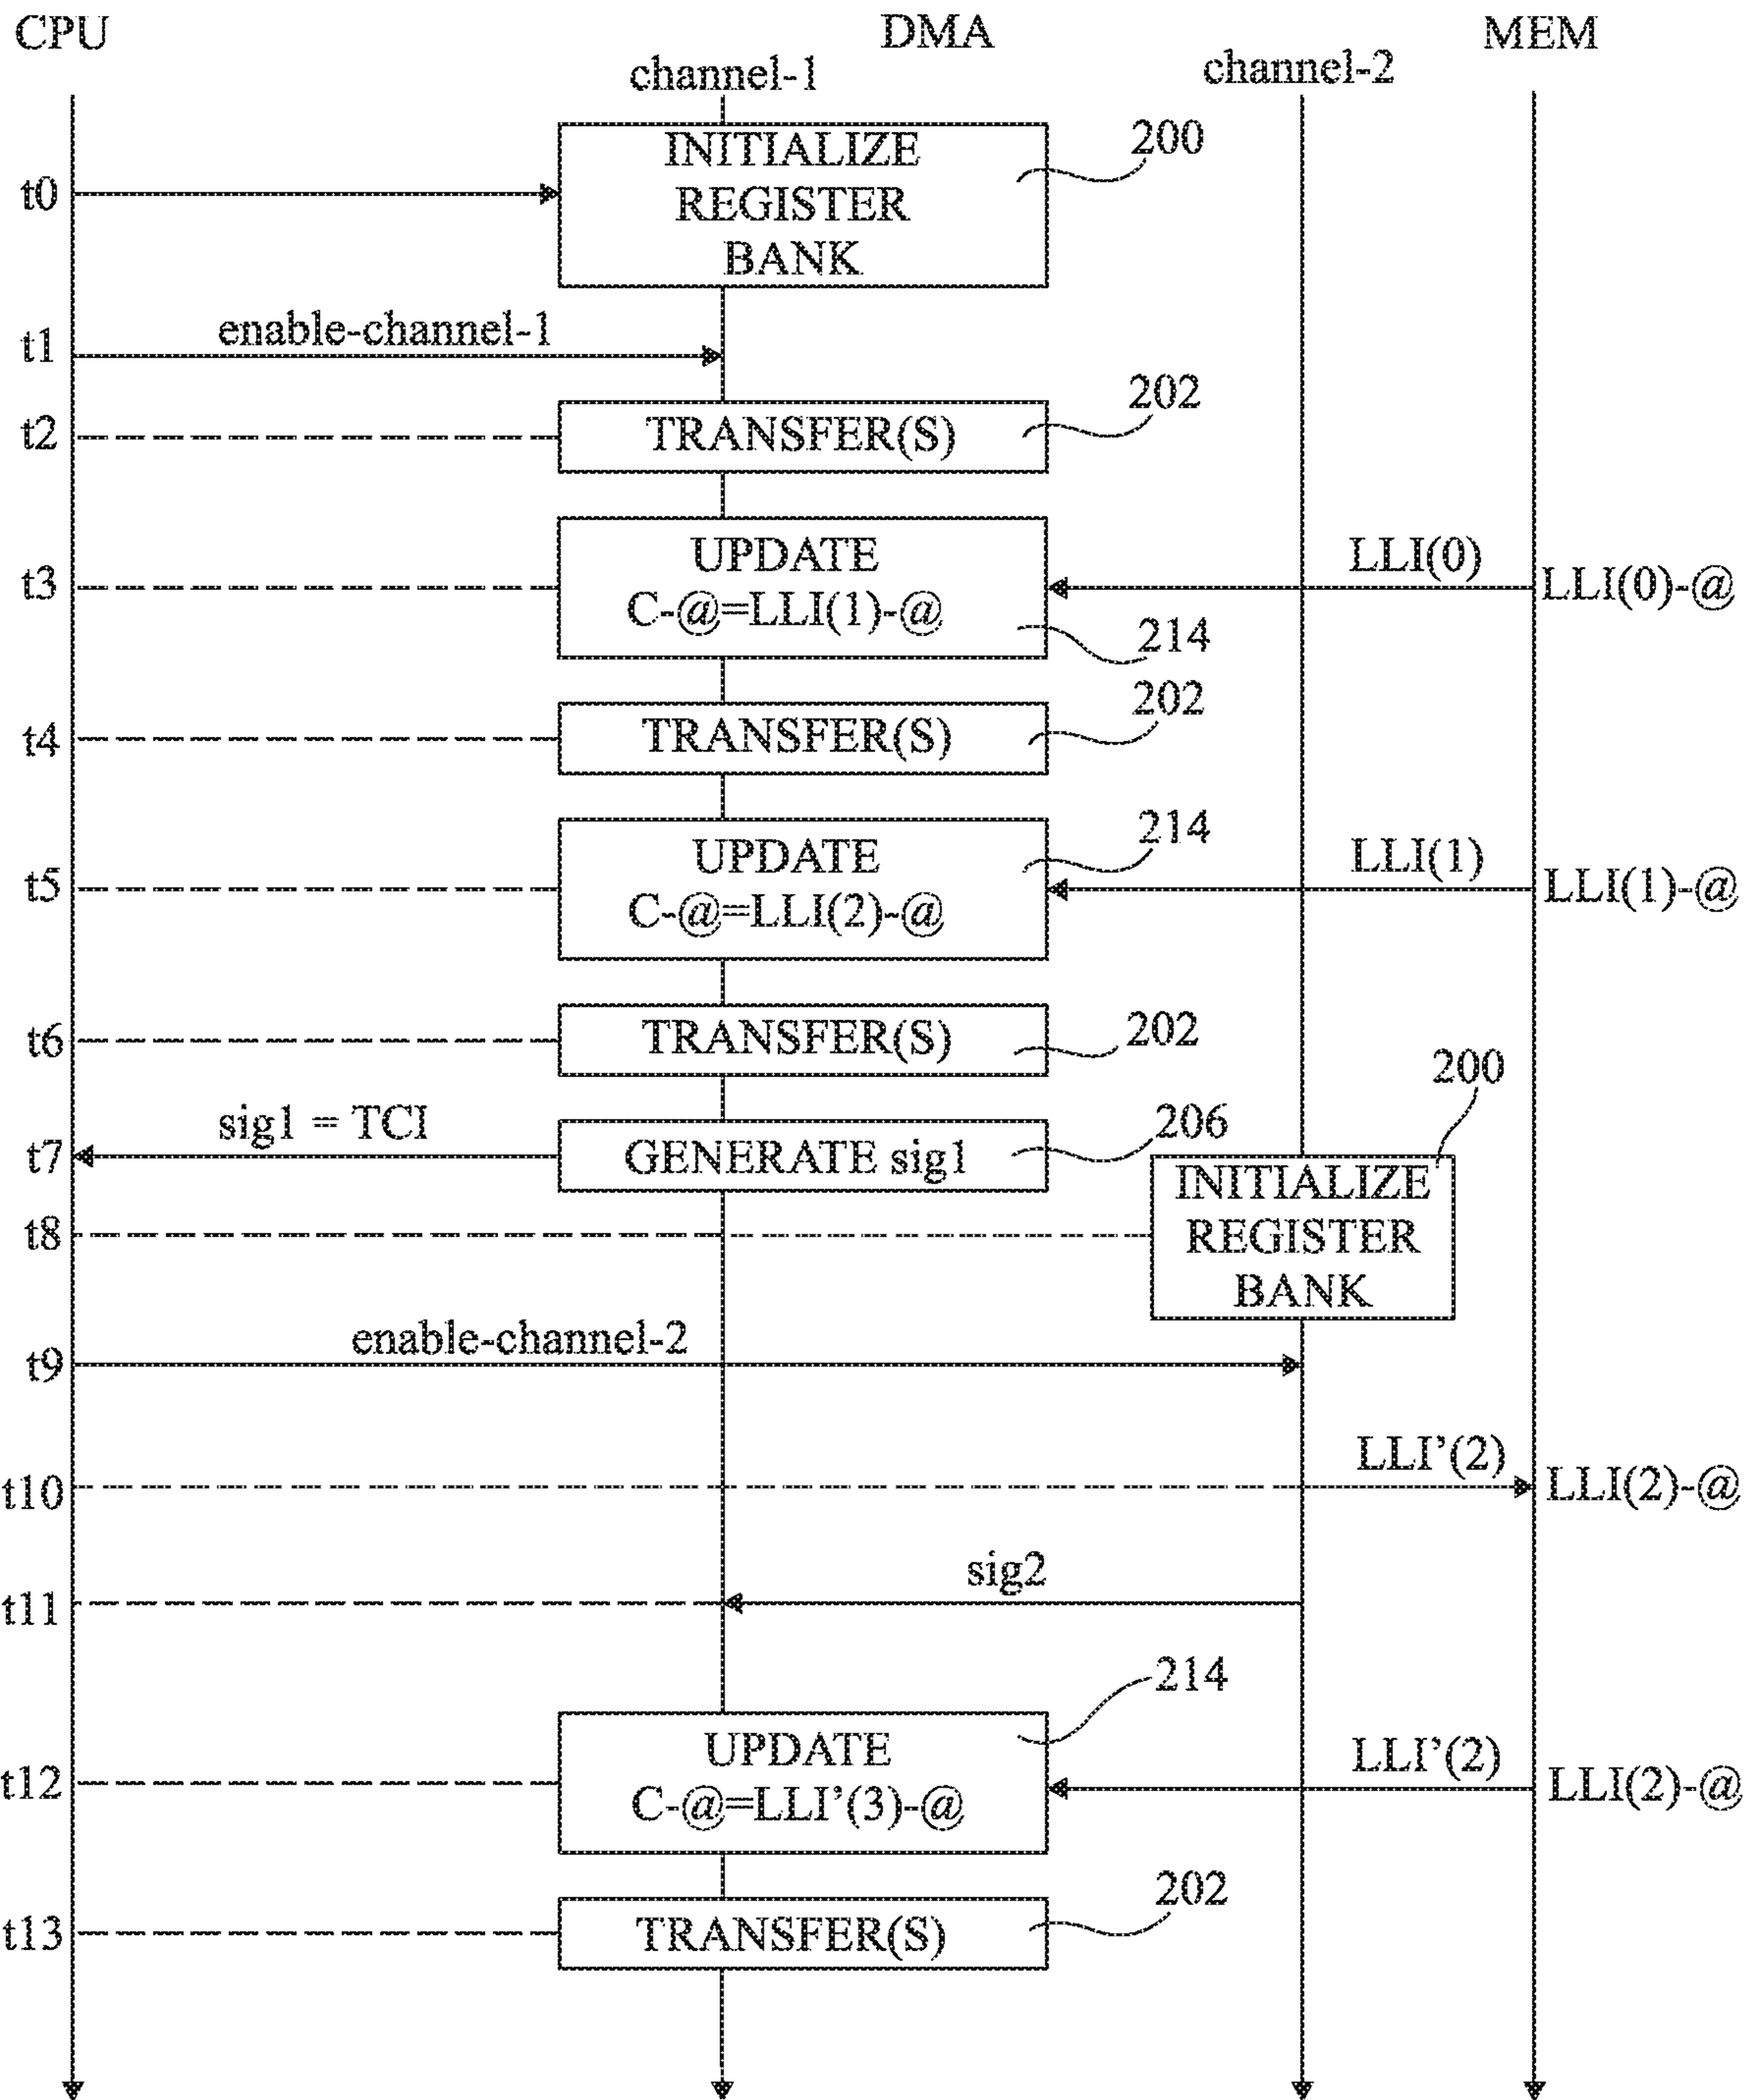 CPU
DMA
MEM
channel-1
channel-2
INITIALIZE
REGISTER
BANK
200
t0
enable-channel-1
t1
TRANSFER(S)
202
t2
UPDATE
C-@=LLI(1)-@
214
LLI(0)
LLI(0)-@
t3
TRANSFER(S)
202
t4
UPDATE
C-@=LLI(2)-@
214
LLI(1)
LLI(1)-@
t5
TRANSFER(S)
202
t6
200
sig1 = TCI
206
t7
GENERATE sig1
INITIALIZE
REGISTER
BANK
t8
enable-channel-2
t9
LLI’(2)
t10
LLI(2)-@
sig2
t11
214
UPDATE
C-@=LLI’(3)-@
LLI’(2)
t12
LLI(2)-@
202
t13
TRANSFER(S)